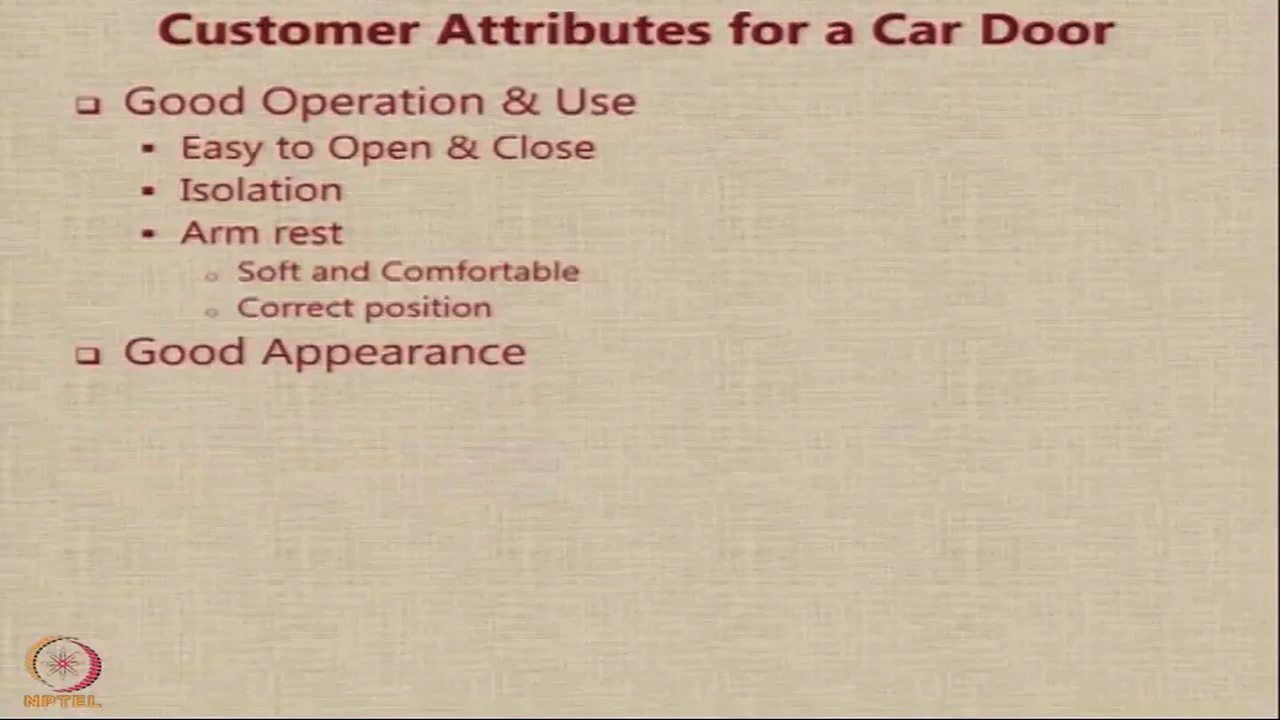 Customer Attributes for a Car Door
Good Operation & Use
Easy to Open & Close
Isolation
Arm rest
Soft and Comfortable
Correct position
Good Appearance
NPTEL